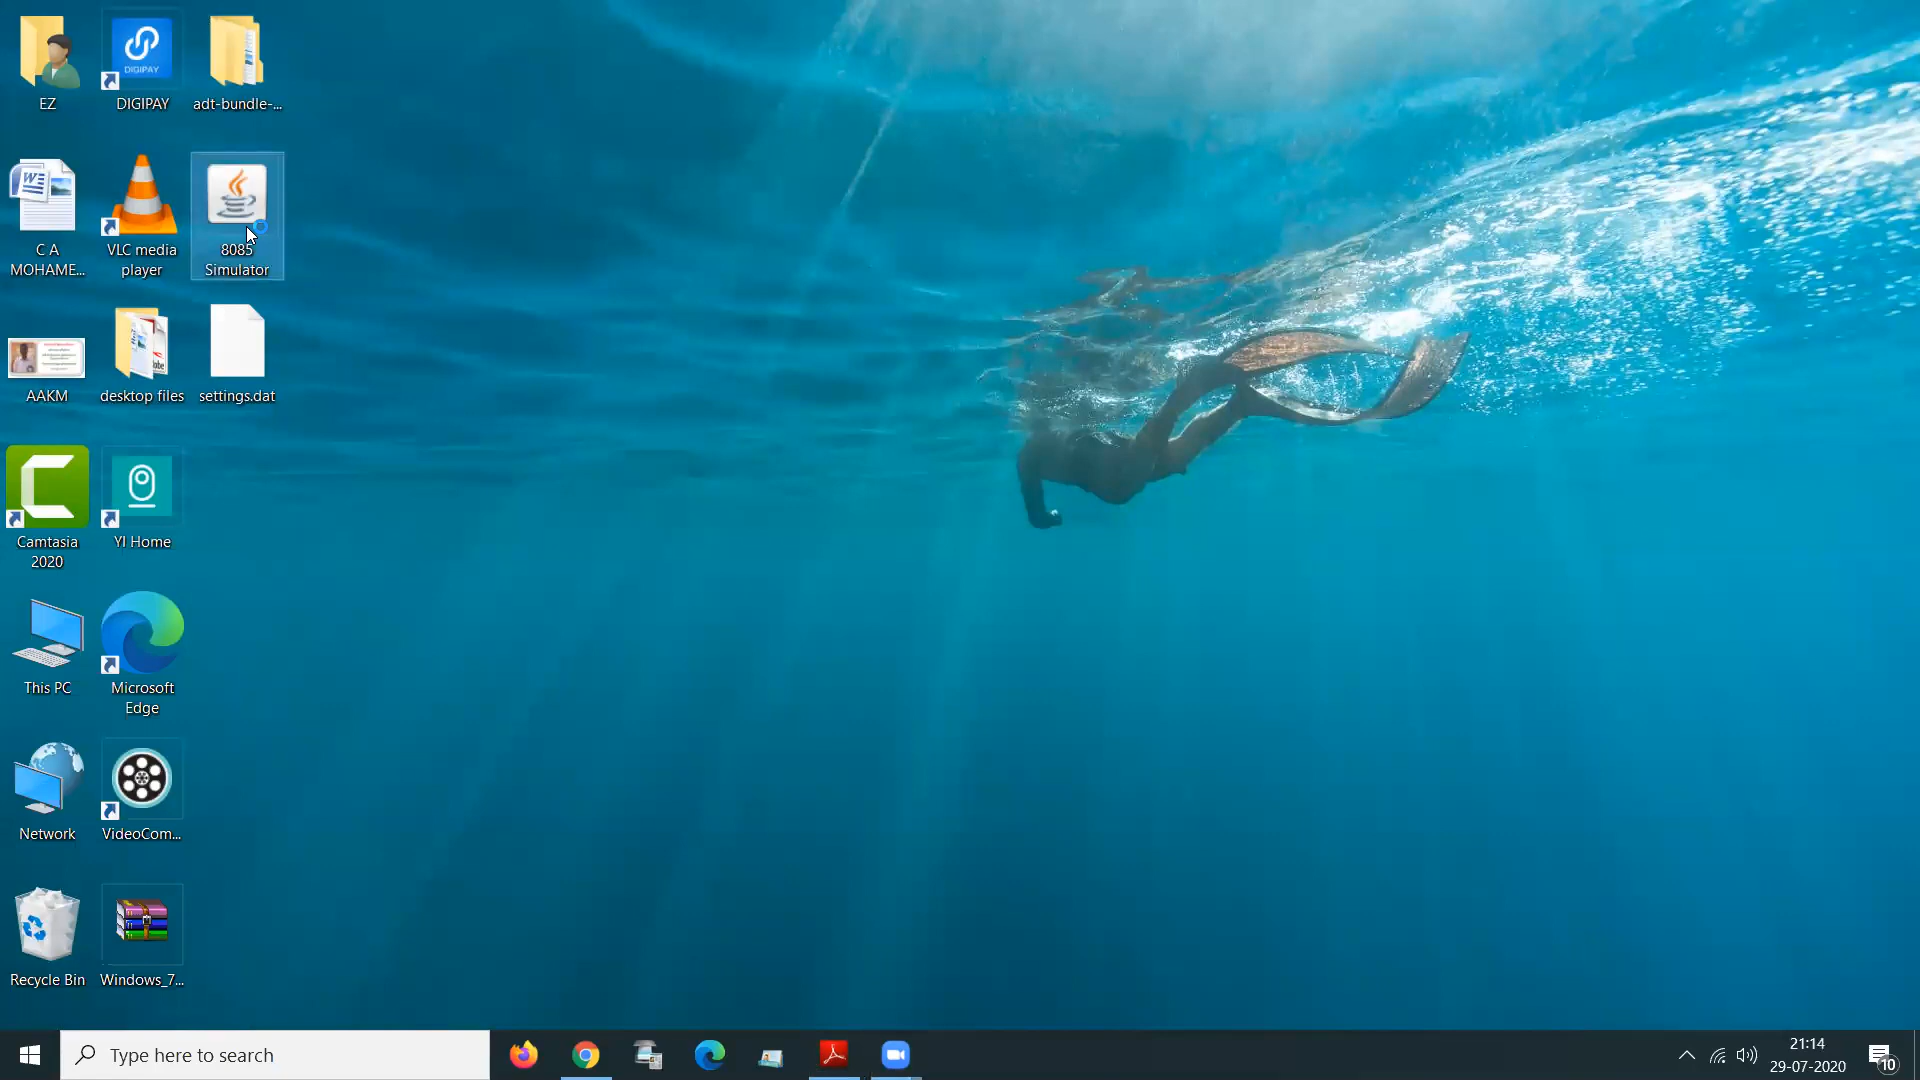 EZ
DIGIPAY
DIGIPAY
adt-bundle-...
C A
MOHAME...
VLC media
player
8085
Simulator
AAKM
desktop files
settings.dat
Camtasia
2020
YI Home
This PC
Microsoft
Edge
Network
VideoCom...
Recycle Bin
Windows_7...
Type here to search
21:14
29-07-2020
10